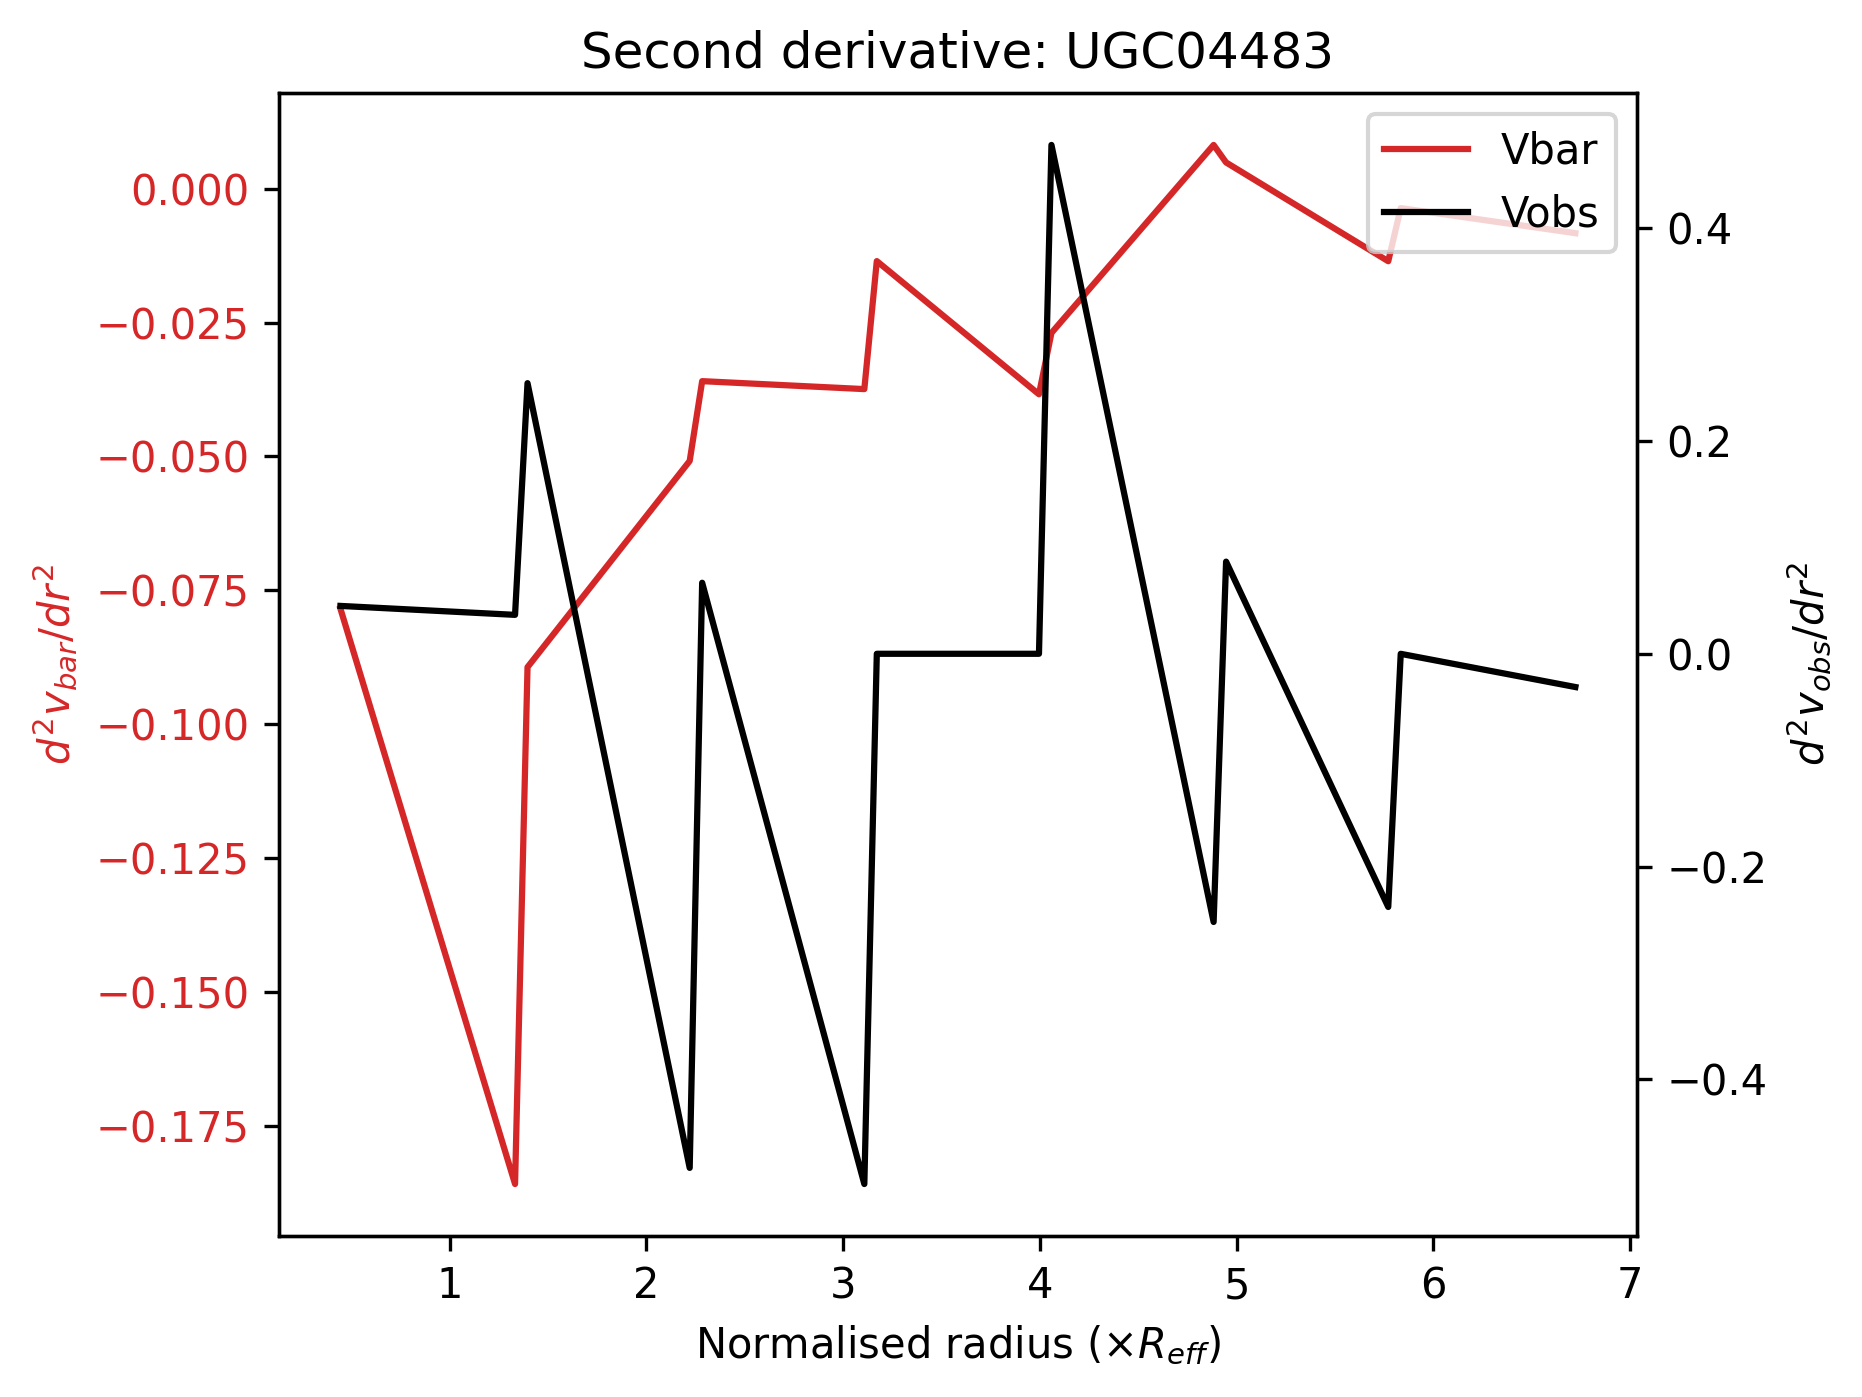 Second derivative: UGC04483
Vbar
Vobs
0.000
−0.025
−0.050
−0.075
−0.100
−0.125
−0.150
−0.175
d²v_bar/dr²
0.4
0.2
0.0
−0.2
−0.4
d²v_obs/dr²
1 2 3 4 5 6 7
Normalised radius (×R_eff)